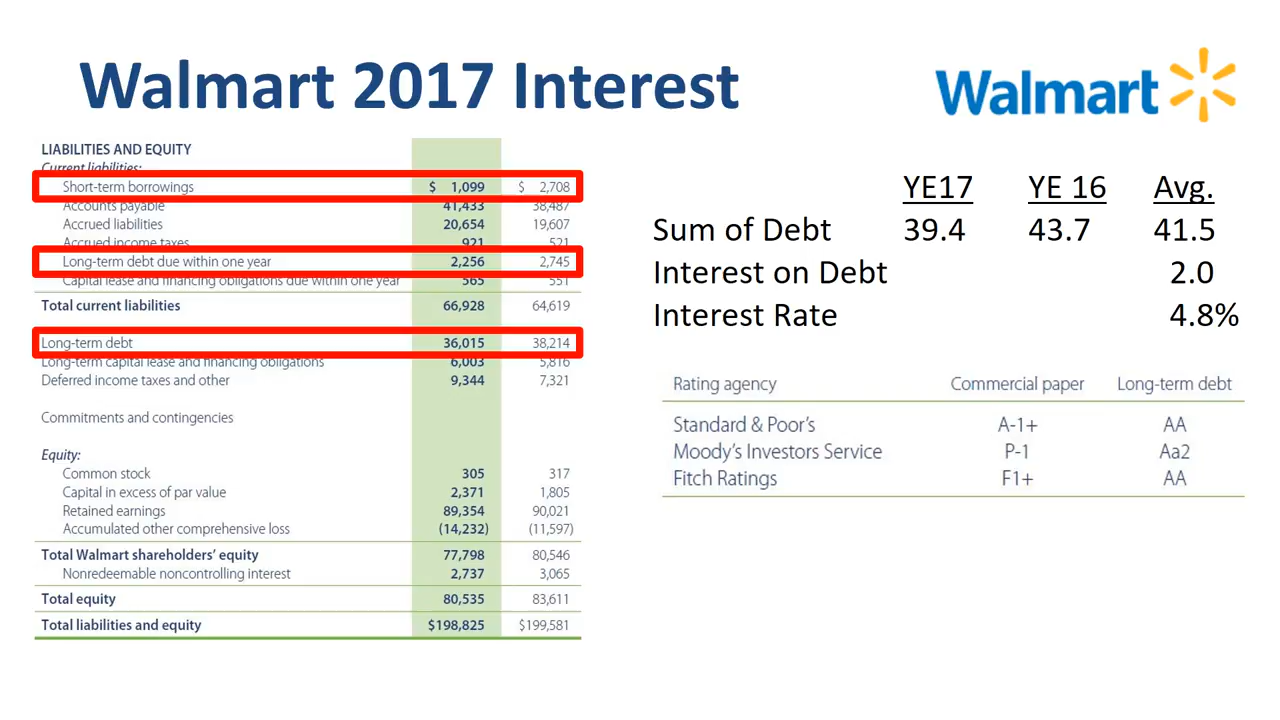 Walmart 2017 Interest
Walmart
LIABILITIES AND EQUITY
Current liabilities:
Short-term borrowings $ 1,099 $ 2,708
Accounts payable 41,433 38,487
Accrued liabilities 20,654 19,607
Accrued income taxes 921 521
Long-term debt due within one year 2,256 2,745
Capital lease and financing obligations due within one year 565 551
Total current liabilities 66,928 64,619
Long-term debt 36,015 38,214
Long-term capital lease and financing obligations 6,003 5,816
Deferred income taxes and other 9,344 7,321
Commitments and contingencies
Equity:
Common stock 305 317
Capital in excess of par value 2,371 1,805
Retained earnings 89,354 90,021
Accumulated other comprehensive loss (14,232) (11,597)
Total Walmart shareholders' equity 77,798 80,546
Nonredeemable noncontrolling interest 2,737 3,065
Total equity 80,535 83,611
Total liabilities and equity $198,825 $199,581
YE17 YE 16 Avg.
Sum of Debt 39.4 43.7 41.5
Interest on Debt 2.0
Interest Rate 4.8%
Rating agency Commercial paper Long-term debt
Standard & Poor's A-1+ AA
Moody's Investors Service P-1 Aa2
Fitch Ratings F1+ AA